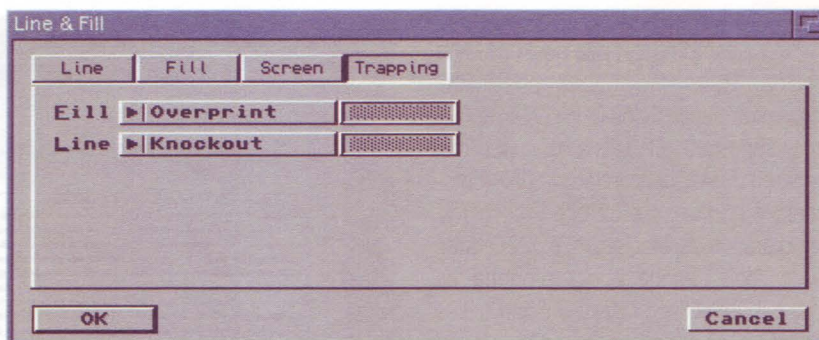 Line & Fill
Line Fill Screen Trapping
Fill Overprint
Line Knockout
OK Cancel